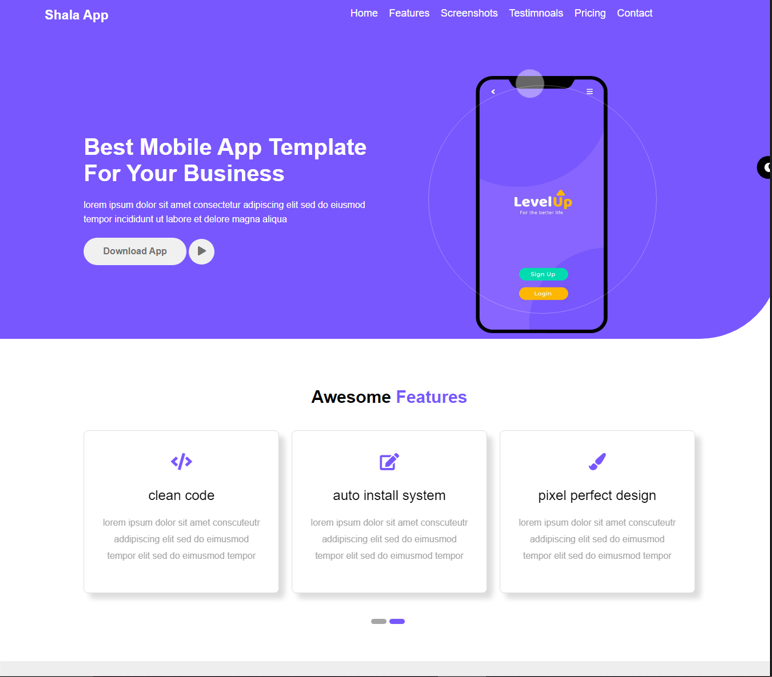 Shala App
Home Features Screenshots Testimnoals Pricing Contact
Best Mobile App Template
For Your Business
lorem ipsum dolor sit amet consectetur adipiscing elit sed do eiusmod
tempor incididunt ut labore et delore magna aliqua
Download App
LevelUp
For the better life
Sign Up
Login
Awesome Features
clean code
lorem ipsum dolor sit amet conscuteutr
addipiscing elit sed do eimusmod
tempor elit sed do eimusmod tempor
auto install system
lorem ipsum dolor sit amet conscuteutr
addipiscing elit sed do eimusmod
tempor elit sed do eimusmod tempor
pixel perfect design
lorem ipsum dolor sit amet conscuteutr
addipiscing elit sed do eimusmod
tempor elit sed do eimusmod tempor